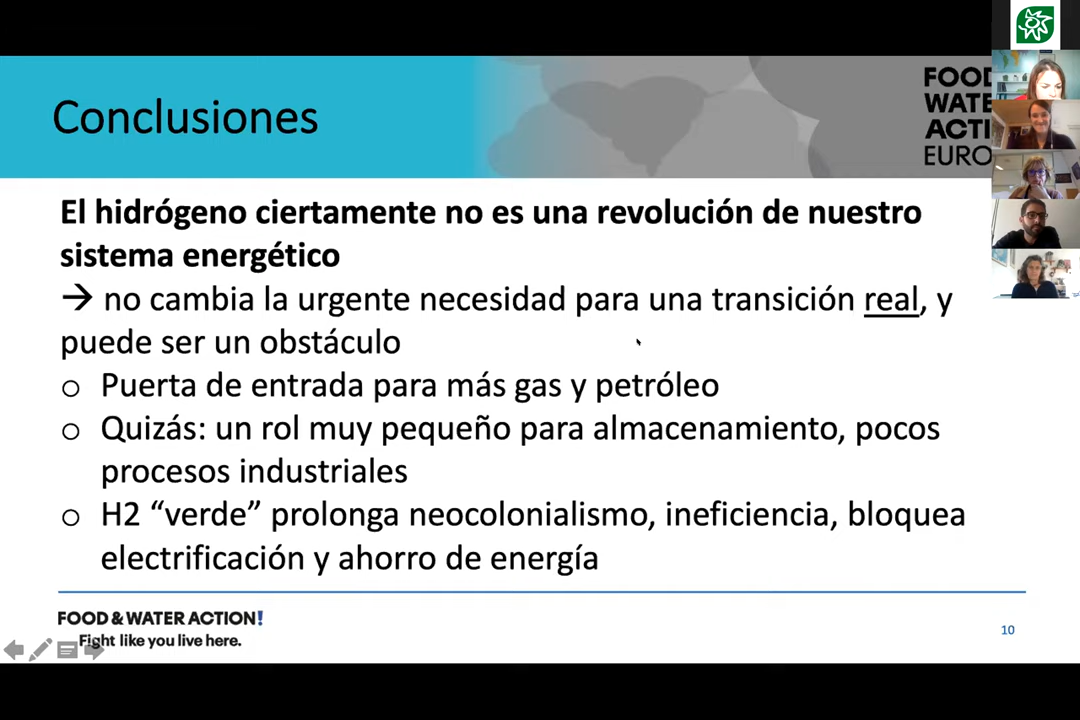 Conclusiones
FOOD
WATE
ACTI
EURO
El hidrógeno ciertamente no es una revolución de nuestro
sistema energético
→ no cambia la urgente necesidad para una transición real, y
puede ser un obstáculo
o Puerta de entrada para más gas y petróleo
o Quizás: un rol muy pequeño para almacenamiento, pocos
procesos industriales
o H2 “verde” prolonga neocolonialismo, ineficiencia, bloquea
electrificación y ahorro de energía
FOOD & WATER ACTION!
Fight like you live here.
10